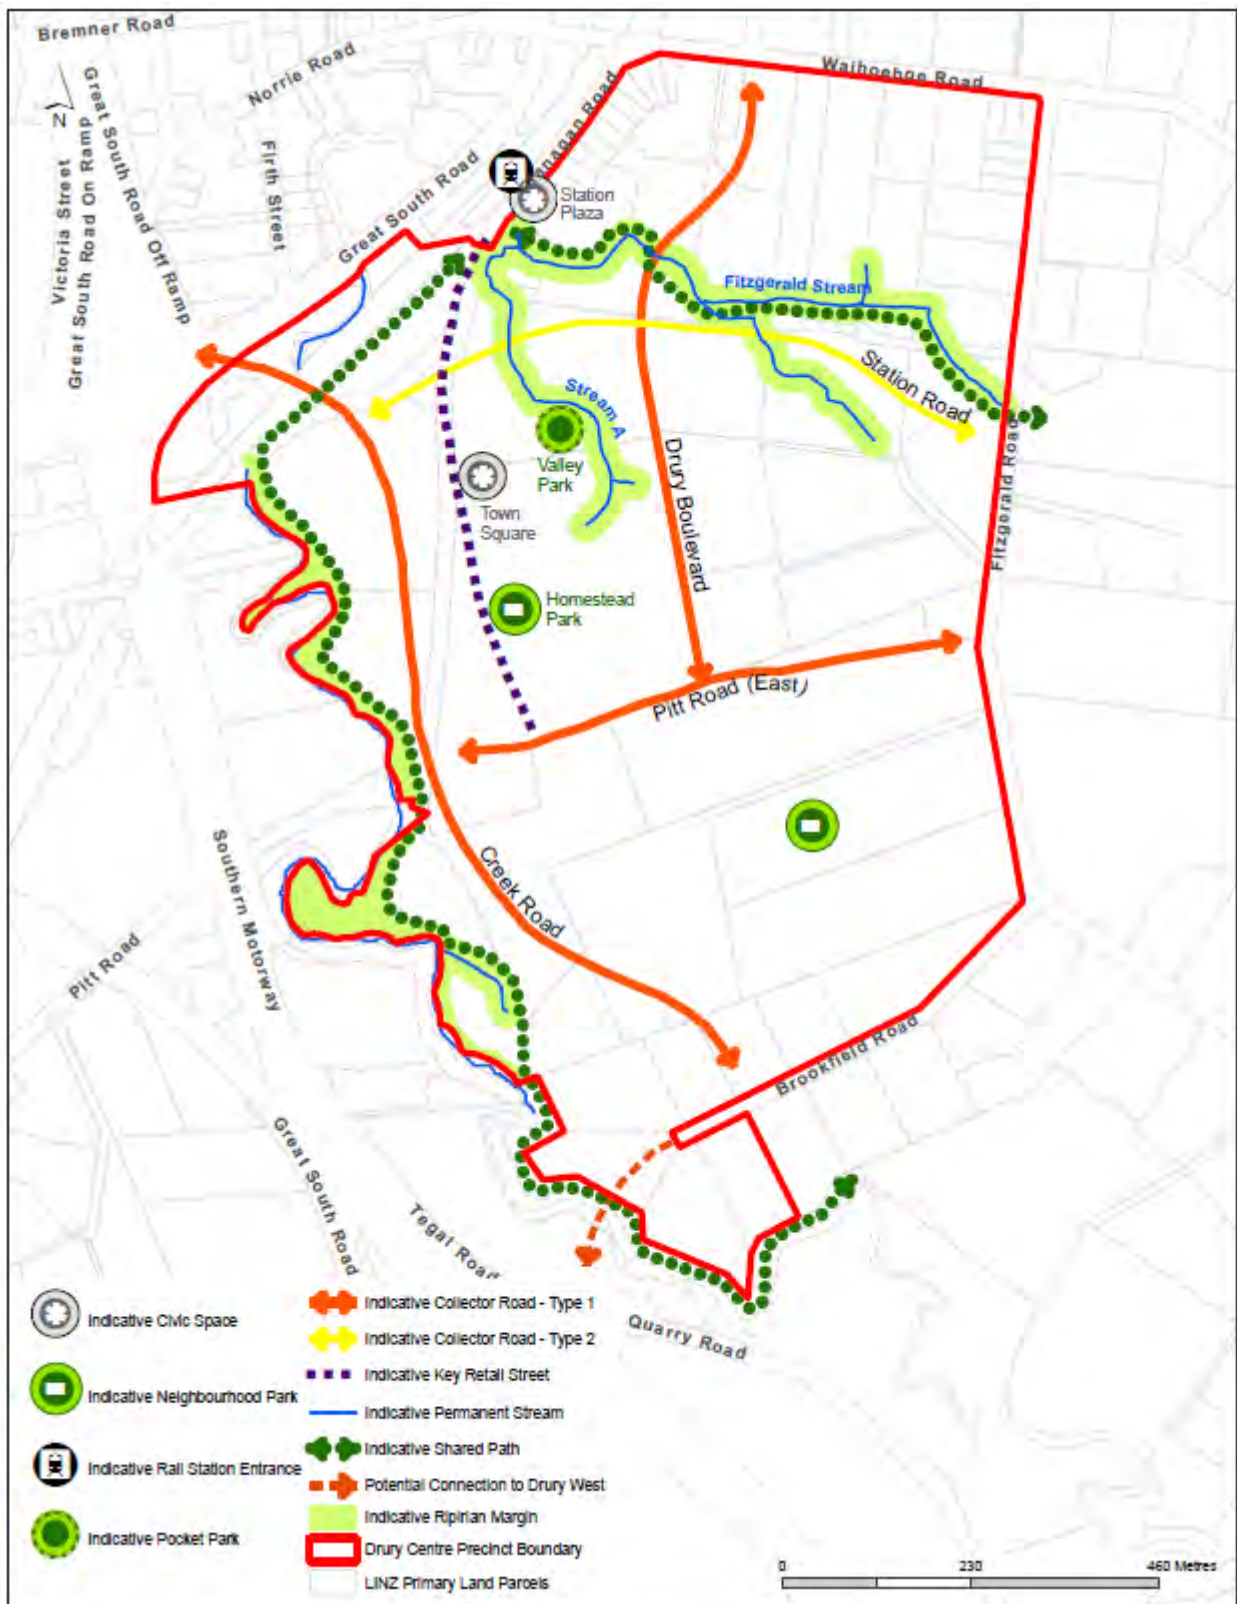 Bremner Road
Norrie Road
Waihoehoe Road
Great South Road Off Ramp
Great South Road On Ramp
Victoria Street
N
Firth Street
Great South Road
Flanagan Road
Station
Plaza
Fitzgerald Stream
Station Road
Stream A
Valley
Park
Town
Square
Drury Boulevard
Fitzgerald Road
Homestead
Park
Pitt Road (East)
Creek Road
Southern Motorway
Pitt Road
Brookfield Road
Great South Road
Tegal Road
Quarry Road
Indicative Civic Space
Indicative Neighbourhood Park
Indicative Rail Station Entrance
Indicative Pocket Park
Indicative Collector Road - Type 1
Indicative Collector Road - Type 2
Indicative Key Retail Street
Indicative Permanent Stream
Indicative Shared Path
Potential Connection to Drury West
Indicative Ripirian Margin
Drury Centre Precinct Boundary
LINZ Primary Land Parcels
0 230 460 Metres